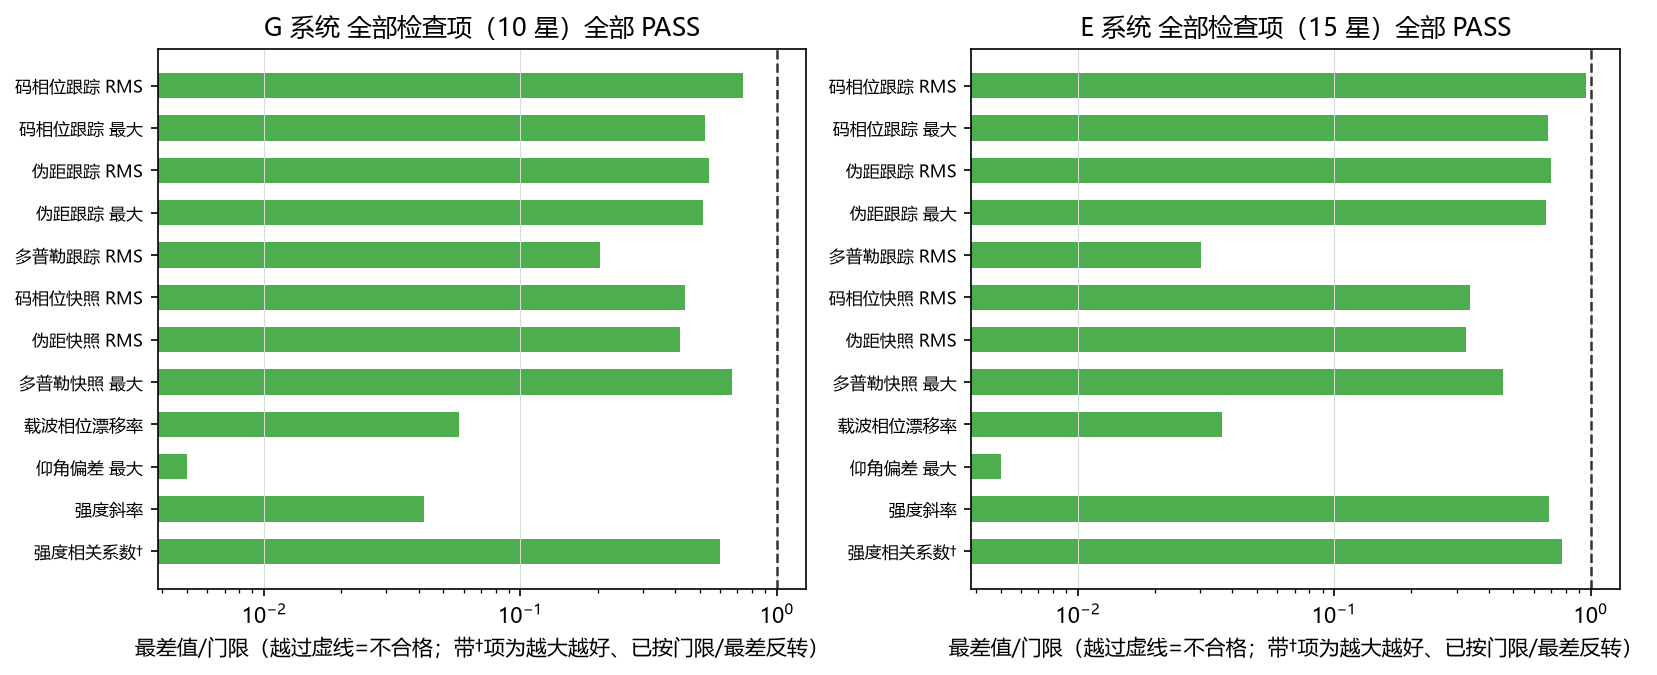 G 系统 全部检查项（10 星）全部 PASS
码相位跟踪 RMS
码相位跟踪 最大
伪距跟踪 RMS
伪距跟踪 最大
多普勒跟踪 RMS
码相位快照 RMS
伪距快照 RMS
多普勒快照 最大
载波相位漂移率
仰角偏差 最大
强度斜率
强度相关系数†
10⁻² 10⁻¹ 10⁰
最差值/门限（越过虚线=不合格；带†项为越大越好、已按门限/最差反转）
E 系统 全部检查项（15 星）全部 PASS
码相位跟踪 RMS
码相位跟踪 最大
伪距跟踪 RMS
伪距跟踪 最大
多普勒跟踪 RMS
码相位快照 RMS
伪距快照 RMS
多普勒快照 最大
载波相位漂移率
仰角偏差 最大
强度斜率
强度相关系数†
10⁻² 10⁻¹ 10⁰
最差值/门限（越过虚线=不合格；带†项为越大越好、已按门限/最差反转）